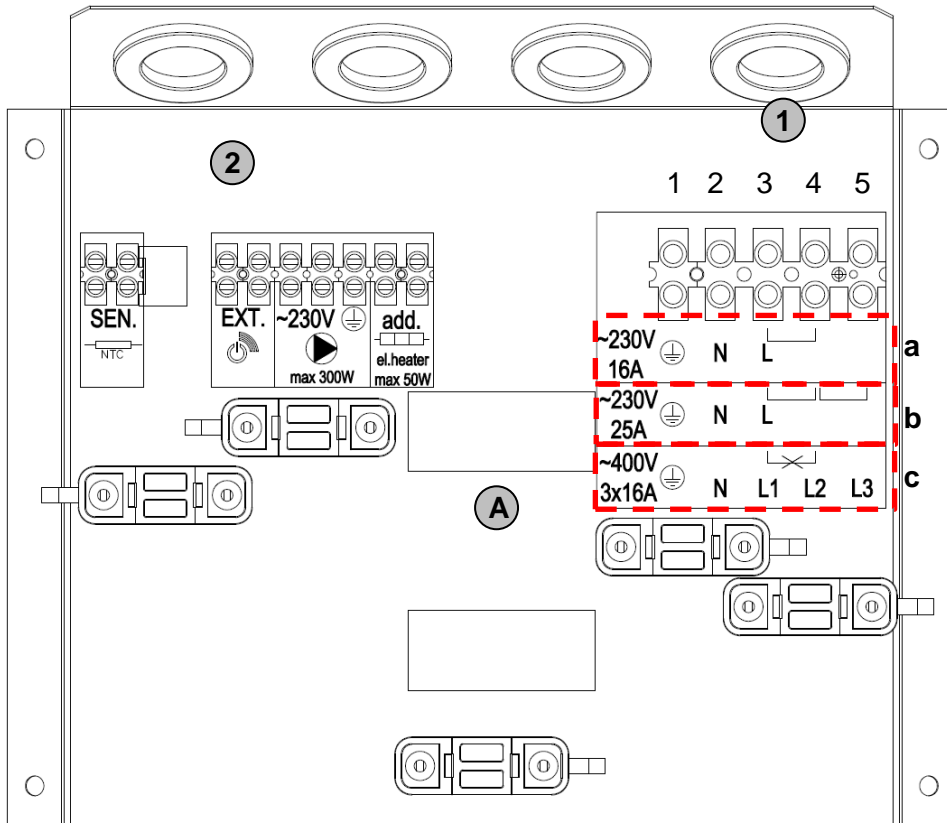 1
2
1 2 3 4 5
SEN.
NTC
EXT.
~230V
max 300W
add.
el.heater
max 50W
~230V
16A
N L
a
~230V
25A
N L
b
~400V
3x16A
N L1 L2 L3
c
A